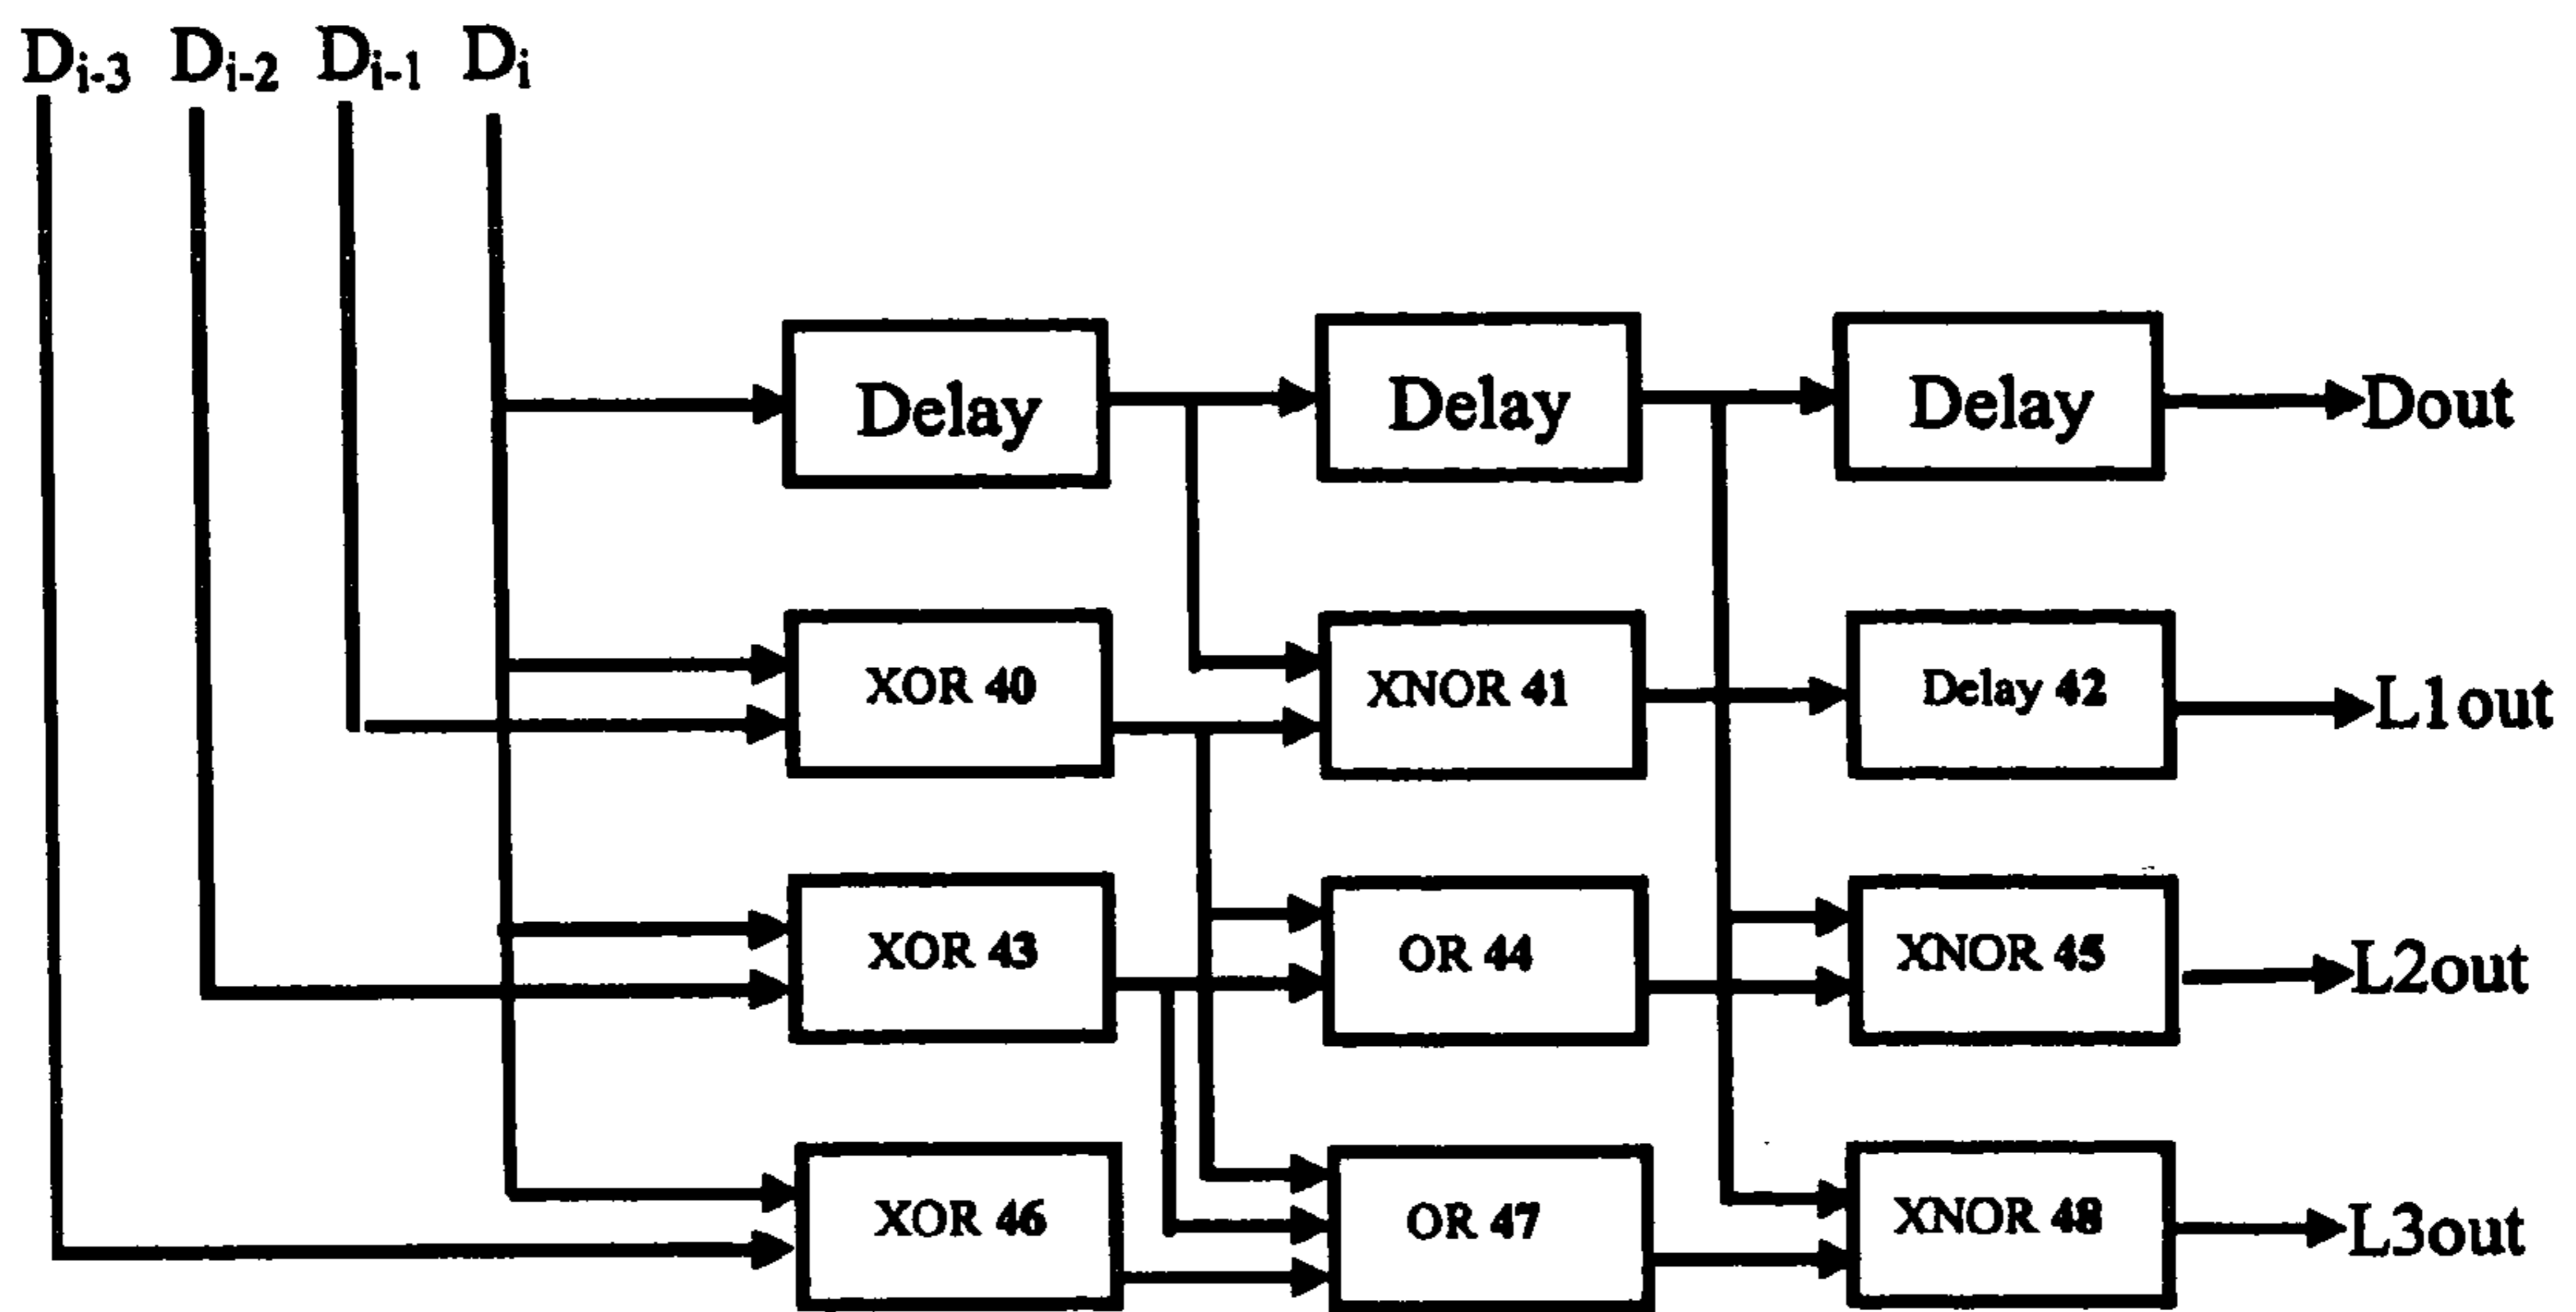 Di-3 Di-2 Di-1 Di
Delay Delay Delay Dout
XOR 40 XNOR 41 Delay 42 L1out
XOR 43 OR 44 XNOR 45 L2out
XOR 46 OR 47 XNOR 48 L3out